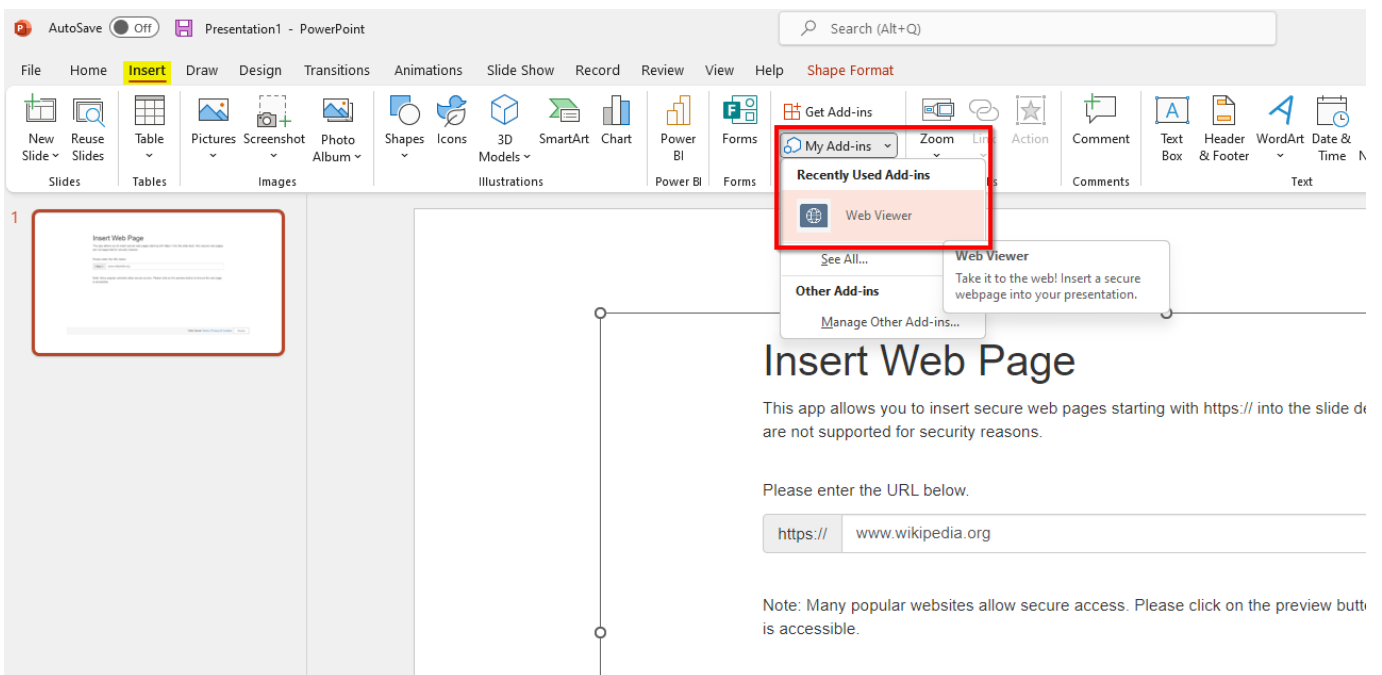 AutoSave Off Presentation1 - PowerPoint Search (Alt+Q)
File Home Insert Draw Design Transitions Animations Slide Show Record Review View Help Shape Format
New Slide Reuse Slides Table Pictures Screenshot Photo Album Shapes Icons 3D Models SmartArt Chart Power BI Forms Get Add-ins My Add-ins Zoom Link Action Comment Text Box Header & Footer WordArt Date & Time
Slides Tables Images Illustrations Power BI Forms Comments Text
Recently Used Add-ins
Web Viewer
See All...
Other Add-ins
Manage Other Add-ins...
Web Viewer
Take it to the web! Insert a secure
webpage into your presentation.
1
Insert Web Page
Insert Web Page
This app allows you to insert secure web pages starting with https:// into the slide de
are not supported for security reasons.
Please enter the URL below.
https:// www.wikipedia.org
Note: Many popular websites allow secure access. Please click on the preview butt
is accessible.